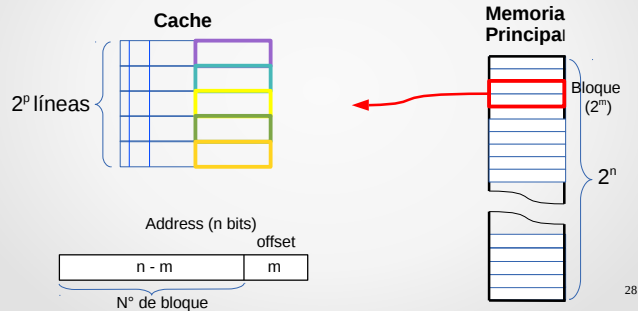 Cache
Memoria
Principal
2ᵖ líneas
Bloque
(2ᵐ)
2ⁿ
Address (n bits)
offset
n - m
m
N° de bloque
28